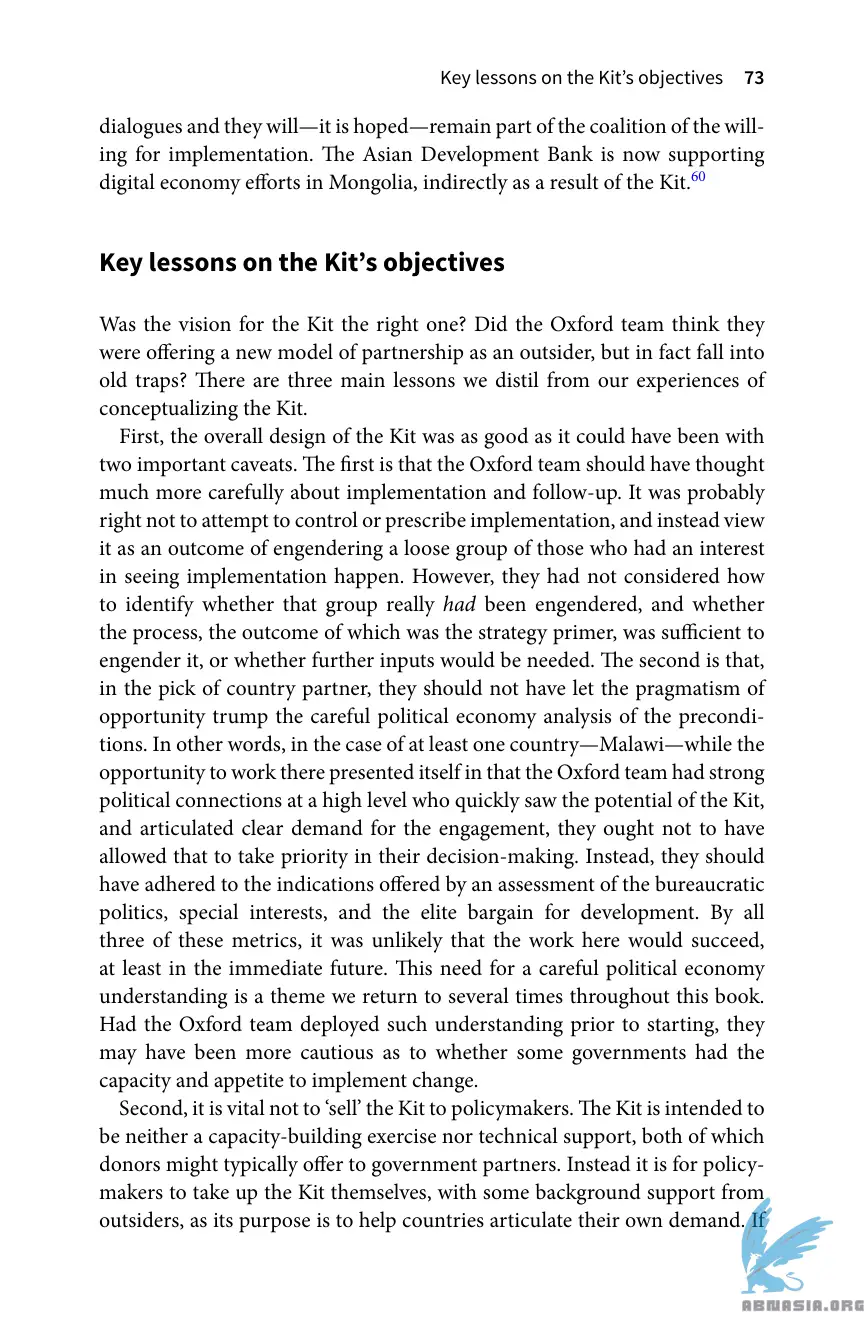 Key lessons on the Kit’s objectives 73
dialogues and they will—it is hoped—remain part of the coalition of the will-
ing for implementation. The Asian Development Bank is now supporting
digital economy efforts in Mongolia, indirectly as a result of the Kit.60
Key lessons on the Kit’s objectives
Was the vision for the Kit the right one? Did the Oxford team think they
were offering a new model of partnership as an outsider, but in fact fall into
old traps? There are three main lessons we distil from our experiences of
conceptualizing the Kit.
First, the overall design of the Kit was as good as it could have been with
two important caveats. The first is that the Oxford team should have thought
much more carefully about implementation and follow-up. It was probably
right not to attempt to control or prescribe implementation, and instead view
it as an outcome of engendering a loose group of those who had an interest
in seeing implementation happen. However, they had not considered how
to identify whether that group really had been engendered, and whether
the process, the outcome of which was the strategy primer, was sufficient to
engender it, or whether further inputs would be needed. The second is that,
in the pick of country partner, they should not have let the pragmatism of
opportunity trump the careful political economy analysis of the precondi-
tions. In other words, in the case of at least one country—Malawi—while the
opportunity to work there presented itself in that the Oxford team had strong
political connections at a high level who quickly saw the potential of the Kit,
and articulated clear demand for the engagement, they ought not to have
allowed that to take priority in their decision-making. Instead, they should
have adhered to the indications offered by an assessment of the bureaucratic
politics, special interests, and the elite bargain for development. By all
three of these metrics, it was unlikely that the work here would succeed,
at least in the immediate future. This need for a careful political economy
understanding is a theme we return to several times throughout this book.
Had the Oxford team deployed such understanding prior to starting, they
may have been more cautious as to whether some governments had the
capacity and appetite to implement change.
Second, it is vital not to ‘sell’ the Kit to policymakers. The Kit is intended to
be neither a capacity-building exercise nor technical support, both of which
donors might typically offer to government partners. Instead it is for policy-
makers to take up the Kit themselves, with some background support from
outsiders, as its purpose is to help countries articulate their own demand. If
ABNASIA.ORG